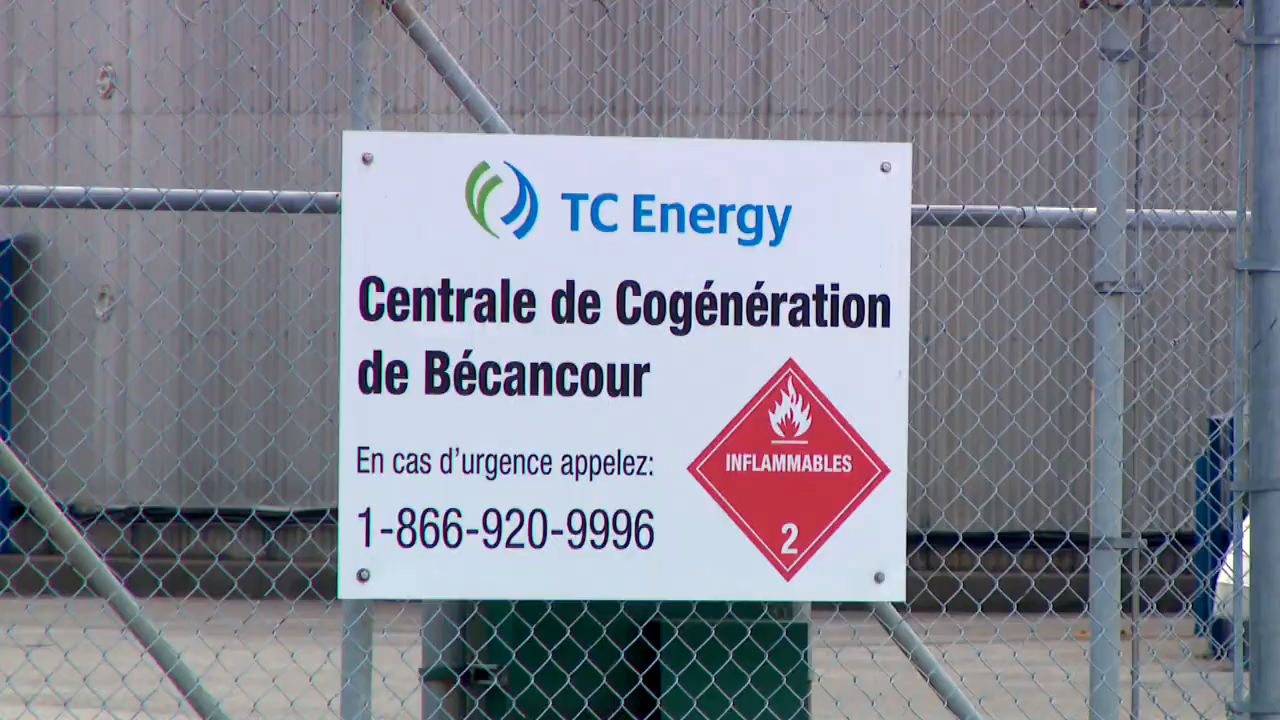 TC Energy
Centrale de Cogénération
de Bécancour
En cas d'urgence appelez:
1-866-920-9996
INFLAMMABLES
2